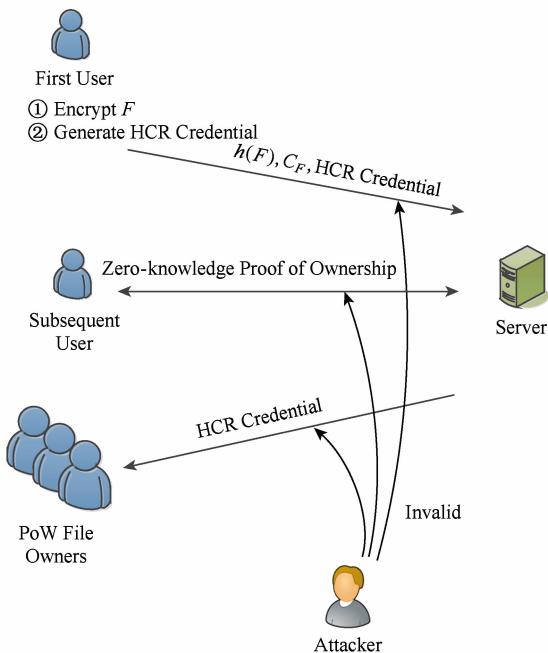 First User
① Encrypt F
② Generate HCR Credential
h(F), C_F, HCR Credential
Zero-knowledge Proof of Ownership
Subsequent
User
Server
HCR Credential
PoW File
Owners
Invalid
Attacker